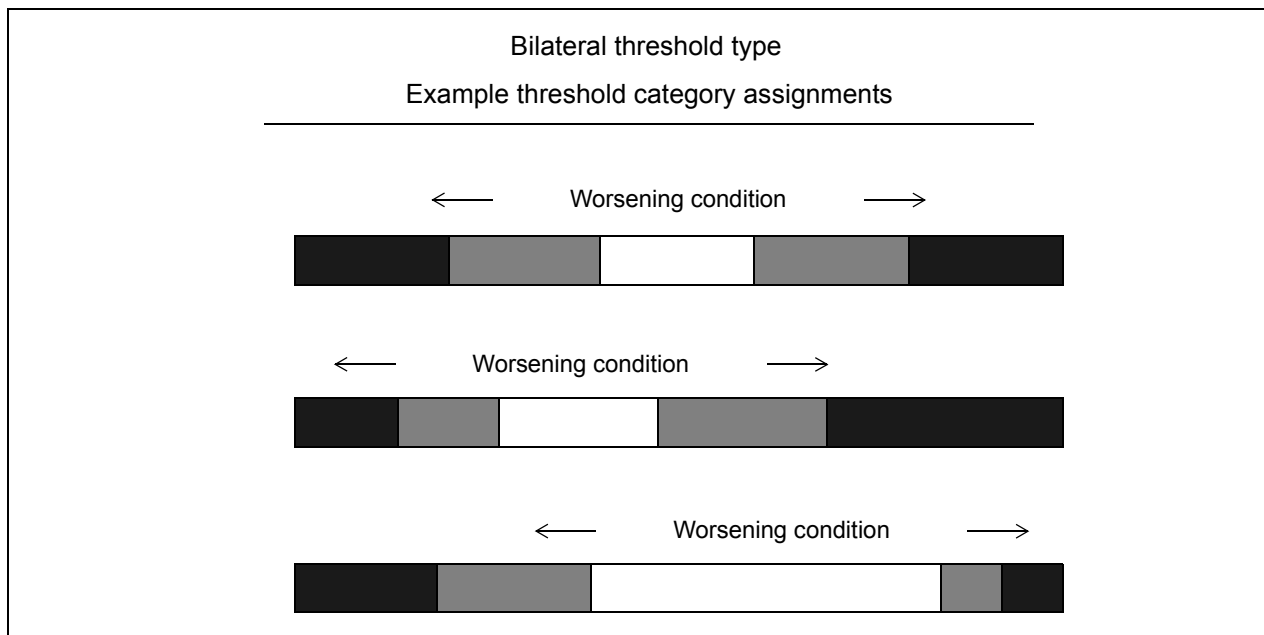 Bilateral threshold type
Example threshold category assignments
Worsening condition
Worsening condition
Worsening condition